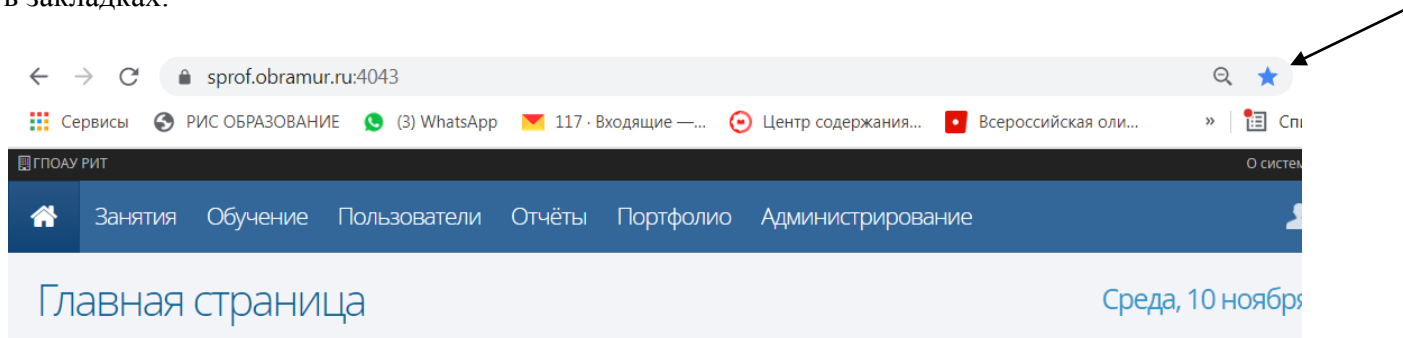 в закладках.
sprof.obramur.ru:4043
Сервисы РИС ОБРАЗОВАНИЕ (3) WhatsApp 117 · Входящие —... Центр содержания... Всероссийская оли... » Спи
ГПОАУ РИТ О систем
Занятия Обучение Пользователи Отчёты Портфолио Администрирование
Главная страница Среда, 10 ноября